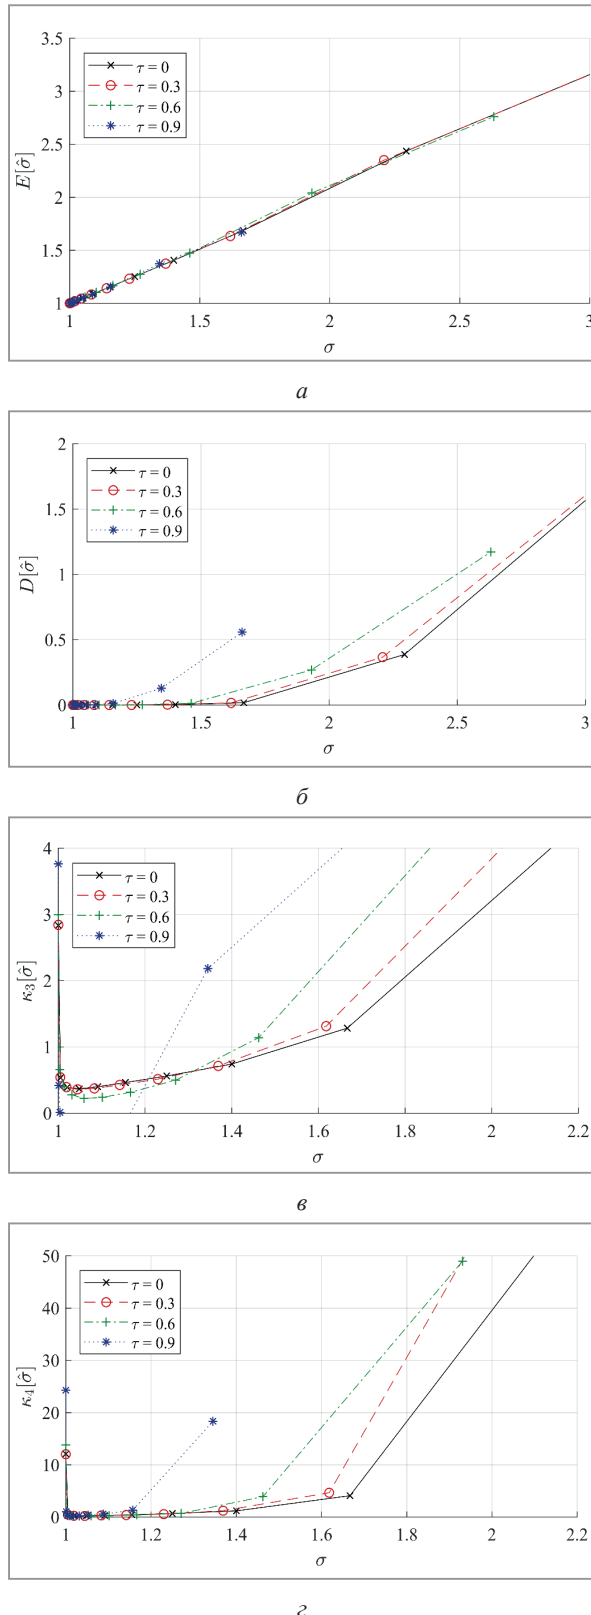 3.5
3
2.5
2
1.5
1
E[σ̂]
τ = 0
τ = 0.3
τ = 0.6
τ = 0.9
1 1.5 2 2.5 3
σ
а
2
1.5
1
0.5
0
D[σ̂]
τ = 0
τ = 0.3
τ = 0.6
τ = 0.9
1 1.5 2 2.5 3
σ
б
4
3
2
1
0
κ₃[σ̂]
τ = 0
τ = 0.3
τ = 0.6
τ = 0.9
1 1.2 1.4 1.6 1.8 2 2.2
σ
в
50
40
30
20
10
0
κ₄[σ̂]
τ = 0
τ = 0.3
τ = 0.6
τ = 0.9
1 1.2 1.4 1.6 1.8 2 2.2
σ
г